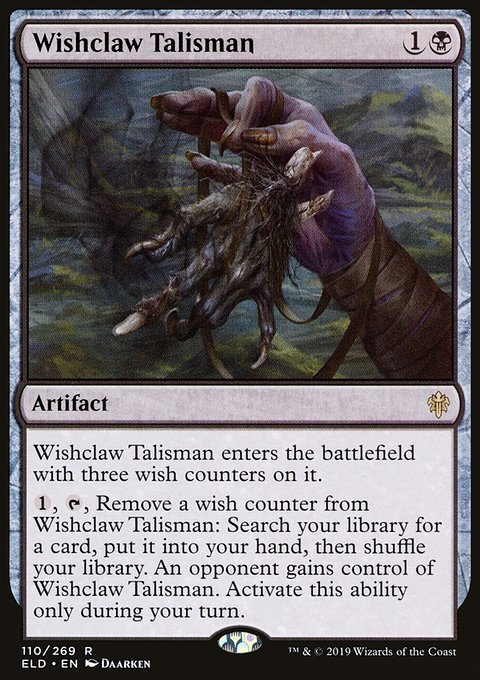 Wishclaw Talisman 1
Artifact
Wishclaw Talisman enters the battlefield
with three wish counters on it.
1, , Remove a wish counter from
Wishclaw Talisman: Search your library for
a card, put it into your hand, then shuffle
your library. An opponent gains control of
Wishclaw Talisman. Activate this ability
only during your turn.
110/269 R
ELD • EN Daarken
™ & © 2019 Wizards of the Coast